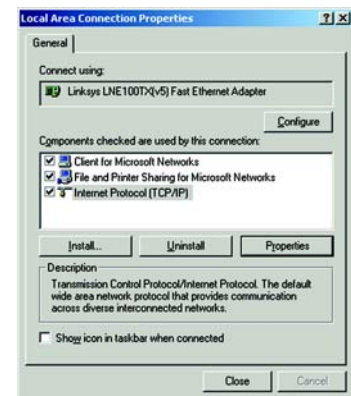 Local Area Connection Properties
General
Connect using:
Linksys LNE100TX(v5) Fast Ethernet Adapter
Configure
Components checked are used by this connection:
Client for Microsoft Networks
File and Printer Sharing for Microsoft Networks
Internet Protocol (TCP/IP)
Install... Uninstall Properties
Description
Transmission Control Protocol/Internet Protocol. The default
wide area network protocol that provides communication
across diverse interconnected networks.
Show icon in taskbar when connected
Close Cancel